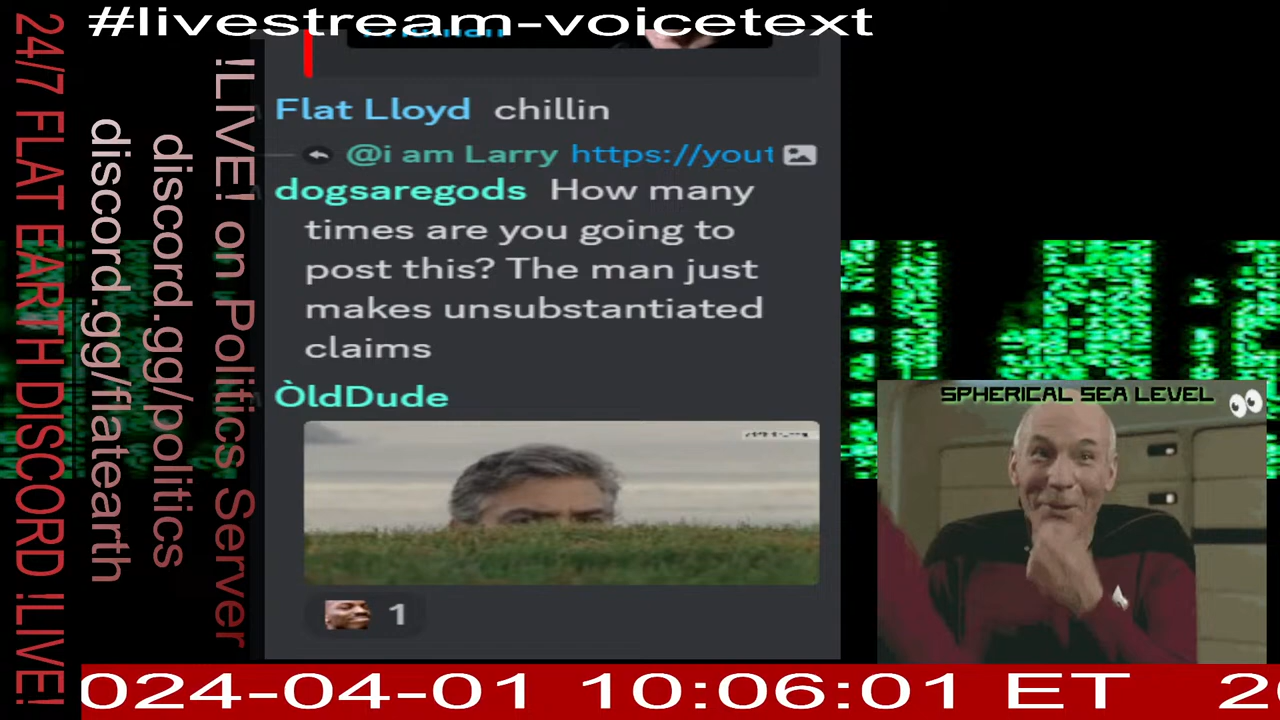 #livestream-voicetext
24/7 FLAT EARTH DISCORD !LIVE!
discord.gg/flatearth
discord.gg/politics
!LIVE! on Politics Server
Flat Lloyd chillin
@i am Larry https://yout
dogsaregods How many
times are you going to
post this? The man just
makes unsubstantiated
claims
ÒldDude
1
SPHERICAL SEA LEVEL
024-04-01 10:06:01 ET 20